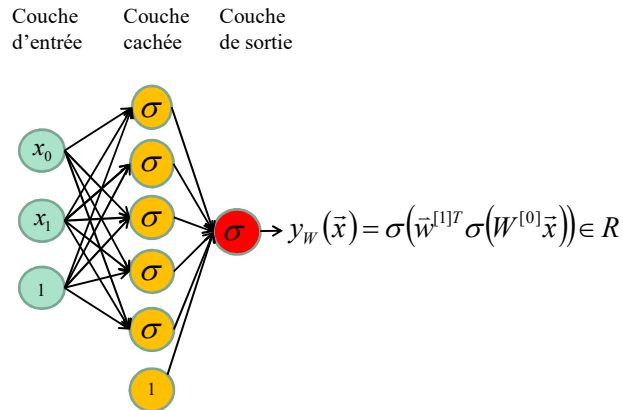 Couche
d'entrée
Couche
cachée
Couche
de sortie
x₀
x₁
1
σ
σ
σ
σ
σ
1
σ
y_W(x⃗) = σ(w⃗^{[1]T} σ(W^{[0]} x⃗)) ∈ R